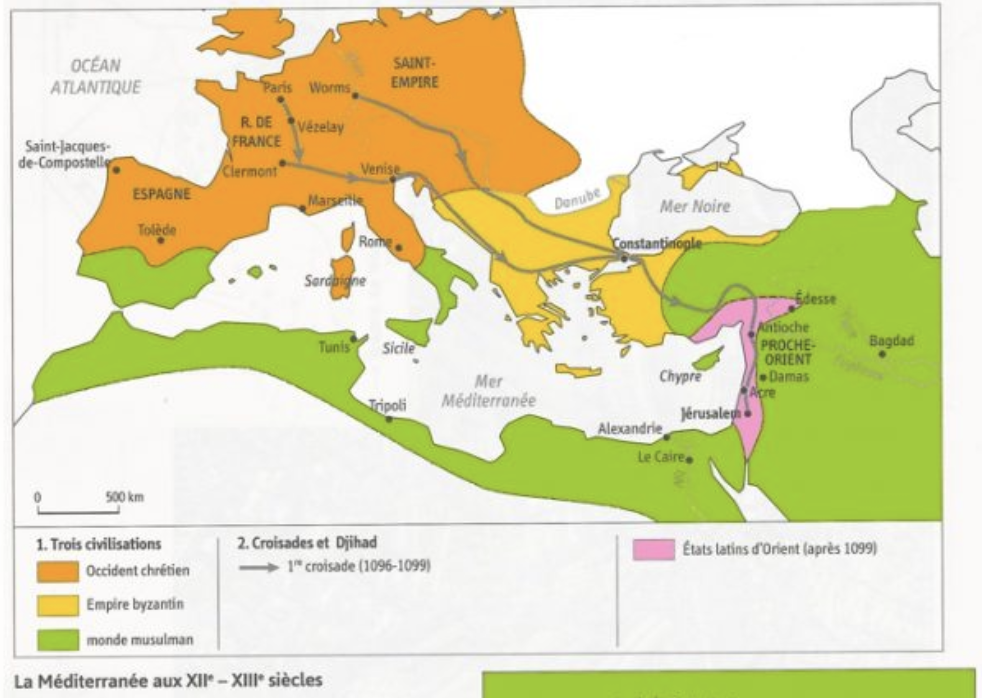 OCÉAN
ATLANTIQUE
SAINT-
EMPIRE
Paris
Worms
Vézelay
R. DE
FRANCE
Saint-Jacques-
de-Compostelle
Clermont
Venise
ESPAGNE
Marseille
Danube
Mer Noire
Tolède
Rome
Constantinople
Sardaigne
Édesse
Antioche
Bagdad
Tunis
Sicile
PROCHE-
ORIENT
Chypre
Damas
Mer
Méditerranée
Acre
Tripoli
Jérusalem
Alexandrie
Le Caire
Nil
0 500 km
1. Trois civilisations
Occident chrétien
Empire byzantin
monde musulman
2. Croisades et Djihad
1re croisade (1096-1099)
États latins d'Orient (après 1099)
La Méditerranée aux XIIe – XIIIe siècles